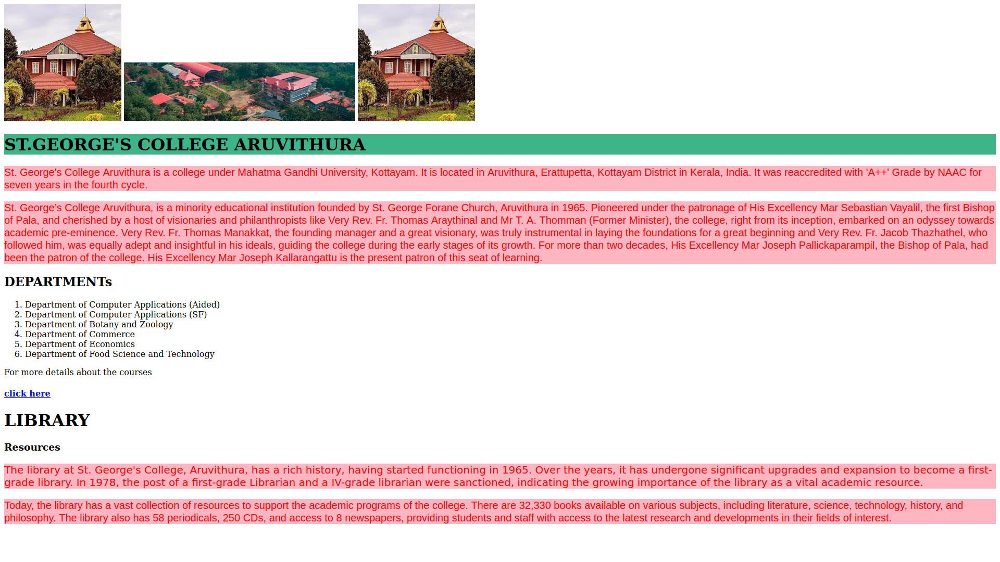 ST.GEORGE'S COLLEGE ARUVITHURA
St. George's College Aruvithura is a college under Mahatma Gandhi University, Kottayam. It is located in Aruvithura, Erattupetta, Kottayam District in Kerala, India. It was reaccredited with 'A++' Grade by NAAC for
seven years in the fourth cycle.
St. George’s College Aruvithura, is a minority educational institution founded by St. George Forane Church, Aruvithura in 1965. Pioneered under the patronage of His Excellency Mar Sebastian Vayalil, the first Bishop
of Pala, and cherished by a host of visionaries and philanthropists like Very Rev. Fr. Thomas Araythinal and Mr T. A. Thomman (Former Minister), the college, right from its inception, embarked on an odyssey towards
academic pre-eminence. Very Rev. Fr. Thomas Manakkat, the founding manager and a great visionary, was truly instrumental in laying the foundations for a great beginning and Very Rev. Fr. Jacob Thazhathel, who
followed him, was equally adept and insightful in his ideals, guiding the college during the early stages of its growth. For more than two decades, His Excellency Mar Joseph Pallickaparampil, the Bishop of Pala, had
been the patron of the college. His Excellency Mar Joseph Kallarangattu is the present patron of this seat of learning.
DEPARTMENTs
1. Department of Computer Applications (Aided)
2. Department of Computer Applications (SF)
3. Department of Botany and Zoology
4. Department of Commerce
5. Department of Economics
6. Department of Food Science and Technology
For more details about the courses
click here
LIBRARY
Resources
The library at St. George's College, Aruvithura, has a rich history, having started functioning in 1965. Over the years, it has undergone significant upgrades and expansion to become a first-
grade library. In 1978, the post of a first-grade Librarian and a IV-grade librarian were sanctioned, indicating the growing importance of the library as a vital academic resource.
Today, the library has a vast collection of resources to support the academic programs of the college. There are 32,330 books available on various subjects, including literature, science, technology, history, and
philosophy. The library also has 58 periodicals, 250 CDs, and access to 8 newspapers, providing students and staff with access to the latest research and developments in their fields of interest.